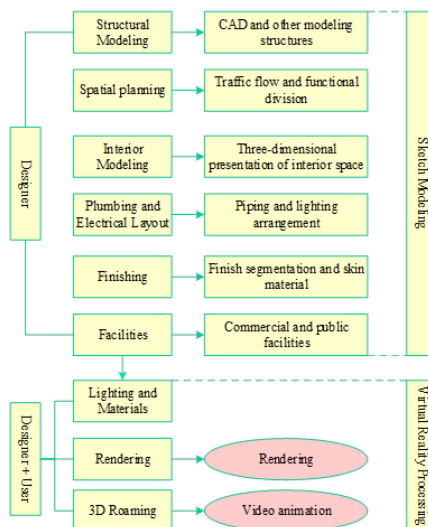 Structural
Modeling
CAD and other modeling
structures
Spatial planning
Traffic flow and functional
division
Designer
Interior
Modeling
Three-dimensional
presentation of interior space
Sketch Modeling
Plumbing and
Electrical Layout
Piping and lighting
arrangement
Finishing
Finish segmentation and skin
material
Facilities
Commercial and public
facilities
Designer + User
Lighting and
Materials
Virtual Reality Processing
Rendering
Rendering
3D Roaming
Video animation